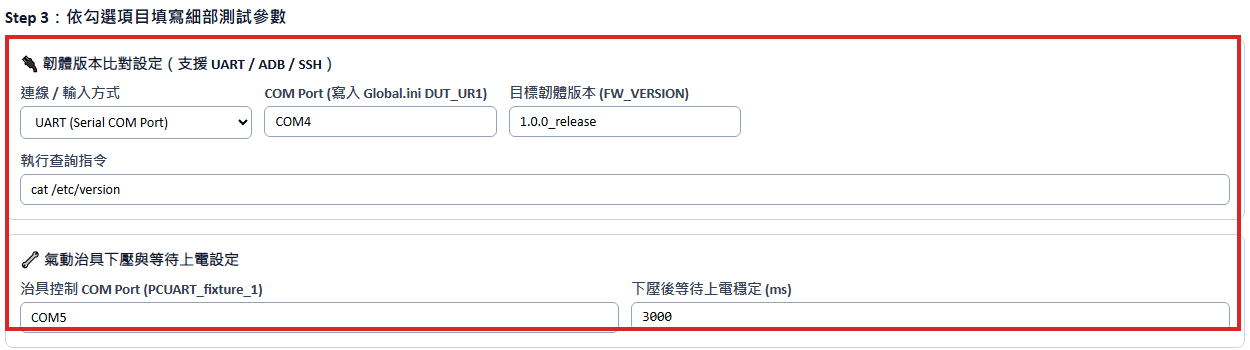 Step 3：依勾選項目填寫細部測試參數
韌體版本比對設定（支援 UART / ADB / SSH）
連線 / 輸入方式
COM Port (寫入 Global.ini DUT_UR1)
目標韌體版本 (FW_VERSION)
UART (Serial COM Port)
COM4
1.0.0_release
執行查詢指令
cat /etc/version
氣動治具下壓與等待上電設定
治具控制 COM Port (PCUART_fixture_1)
下壓後等待上電穩定 (ms)
COM5
3000